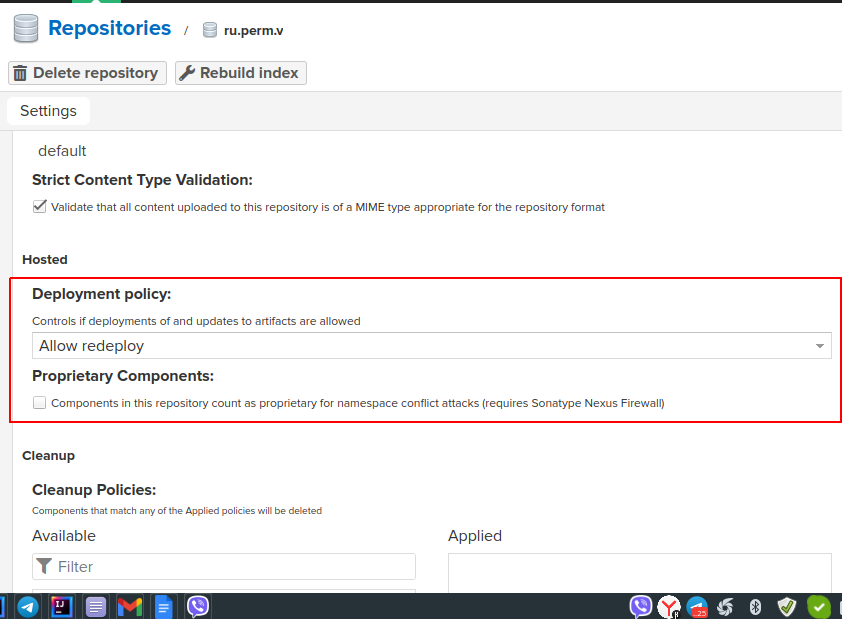 Repositories / ru.perm.v
Delete repository Rebuild index
Settings
default
Strict Content Type Validation:
Validate that all content uploaded to this repository is of a MIME type appropriate for the repository format
Hosted
Deployment policy:
Controls if deployments of and updates to artifacts are allowed
Allow redeploy
Proprietary Components:
Components in this repository count as proprietary for namespace conflict attacks (requires Sonatype Nexus Firewall)
Cleanup
Cleanup Policies:
Components that match any of the Applied policies will be deleted
Available Applied
Filter